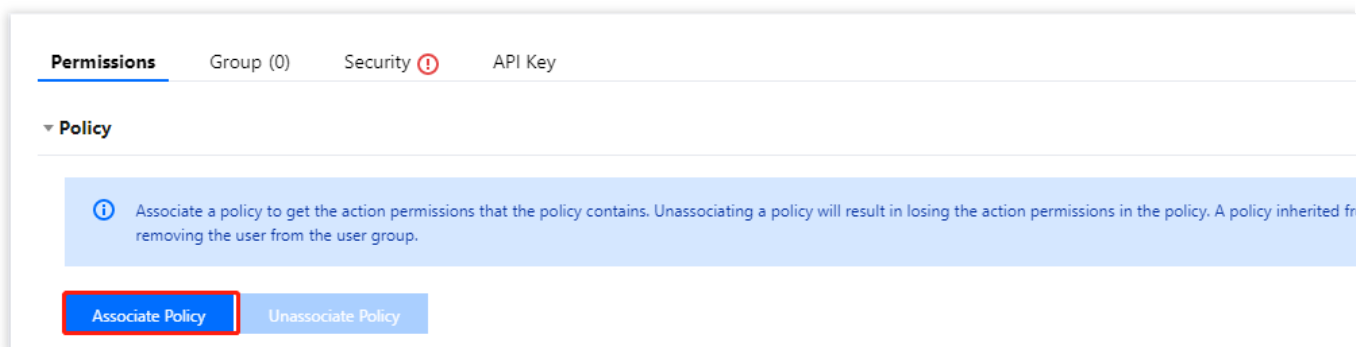 Permissions Group (0) Security API Key
Policy
Associate a policy to get the action permissions that the policy contains. Unassociating a policy will result in losing the action permissions in the policy. A policy inherited
removing the user from the user group.
Associate Policy Unassociate Policy